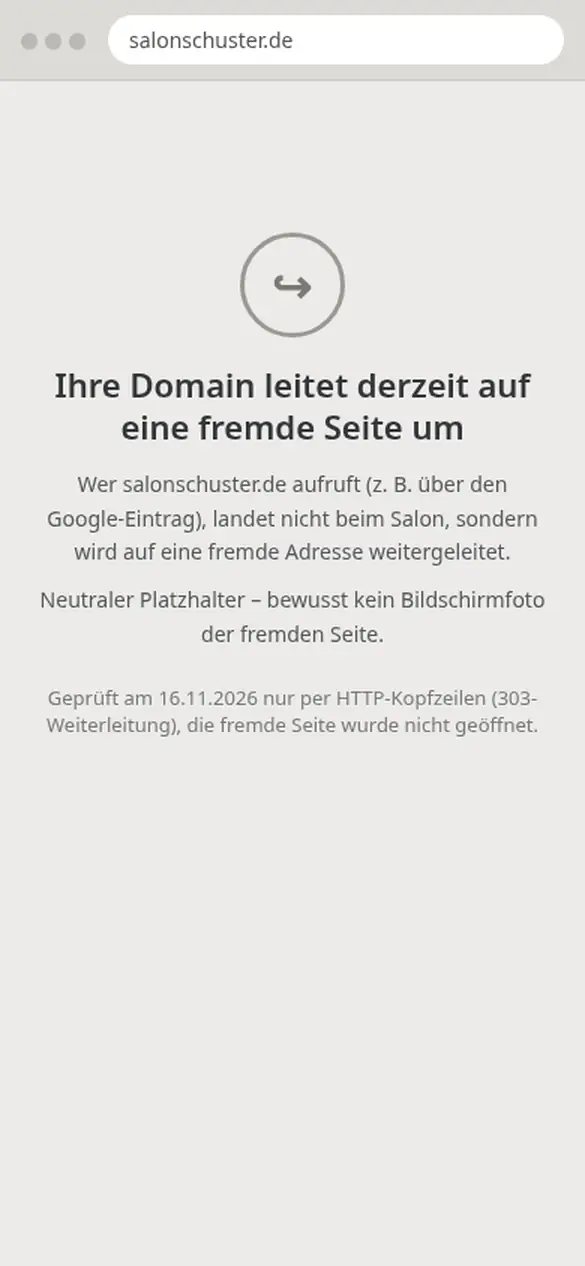 salonschuster.de
Ihre Domain leitet derzeit auf
eine fremde Seite um
Wer salonschuster.de aufruft (z. B. über den
Google-Eintrag), landet nicht beim Salon, sondern
wird auf eine fremde Adresse weitergeleitet.
Neutraler Platzhalter – bewusst kein Bildschirmfoto
der fremden Seite.
Geprüft am 16.11.2026 nur per HTTP-Kopfzeilen (303-
Weiterleitung), die fremde Seite wurde nicht geöffnet.